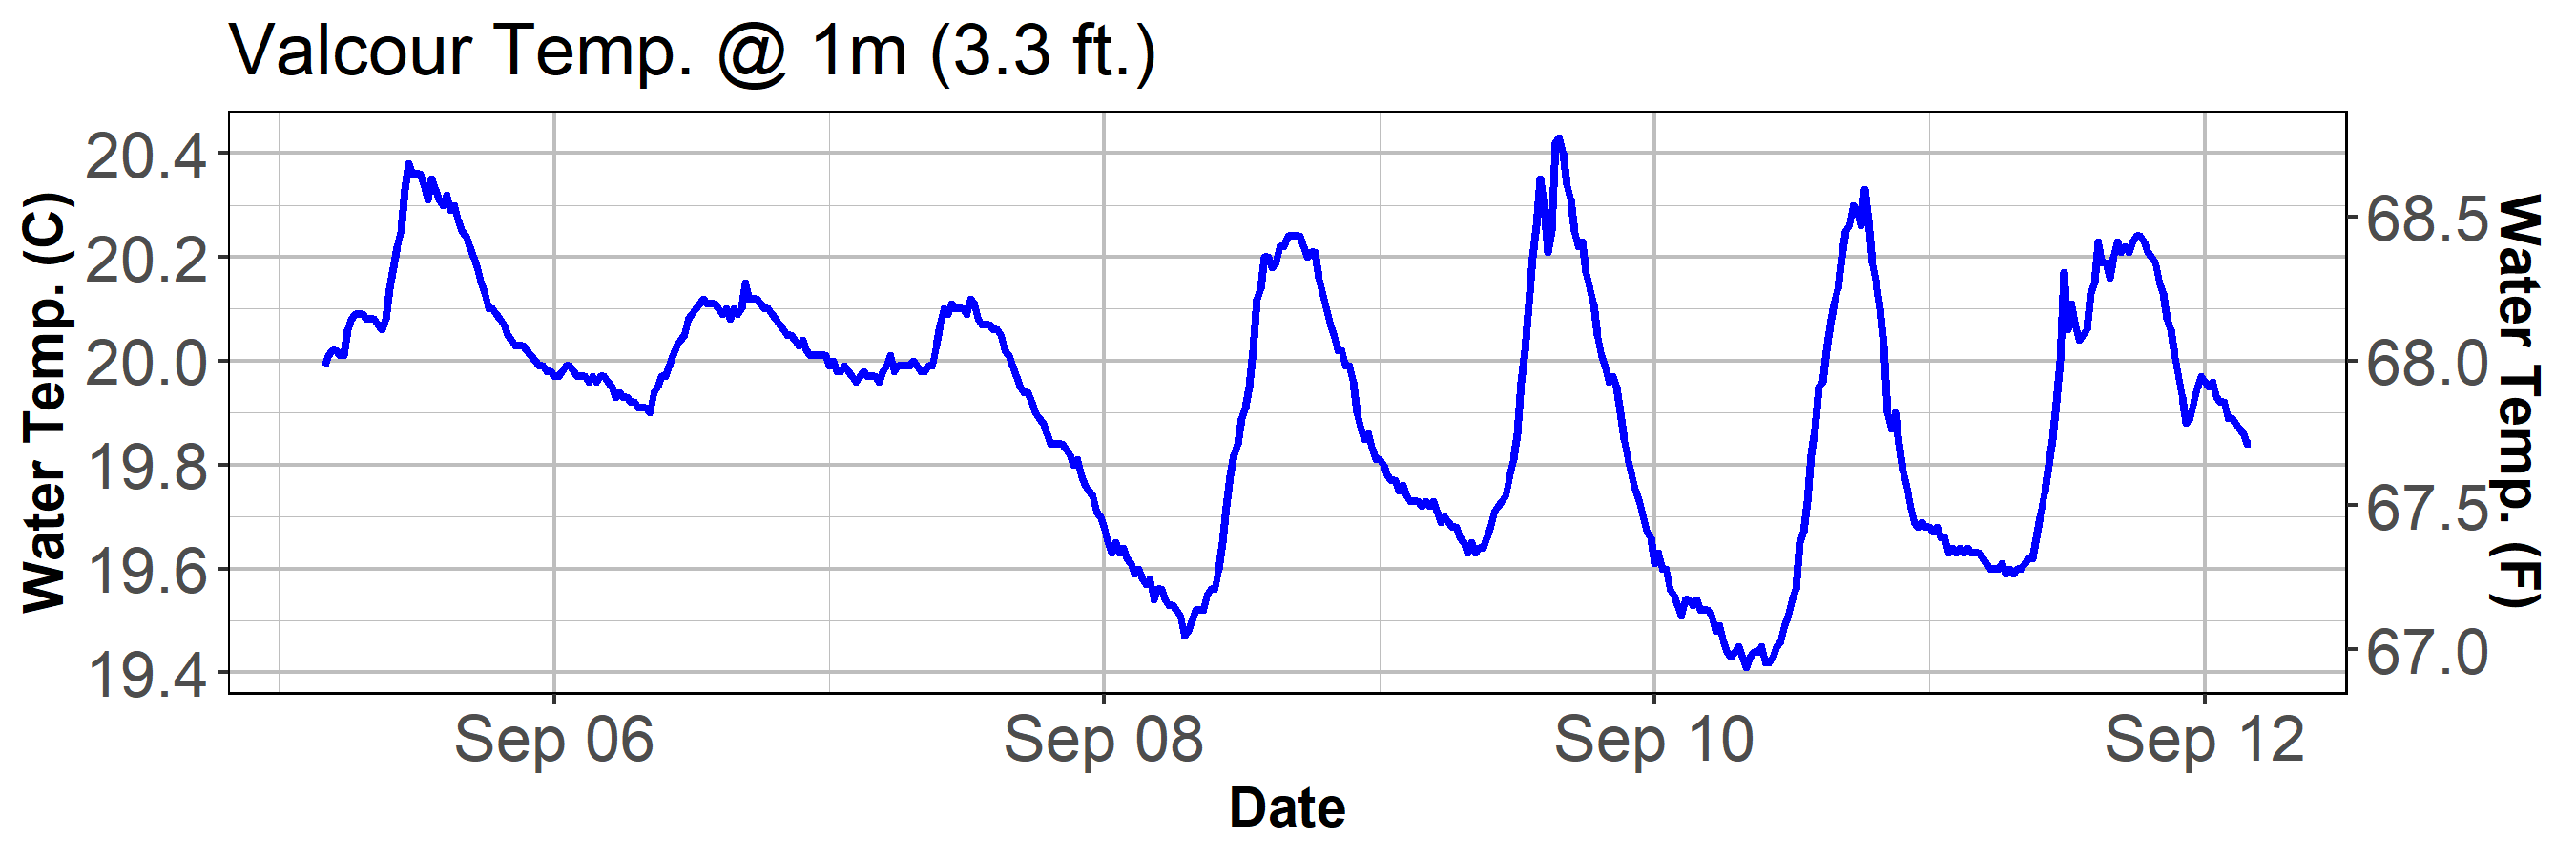 Valcour Temp. @ 1m (3.3 ft.)
Water Temp. (C)
20.4
20.2
20.0
19.8
19.6
19.4
68.5
68.0
67.5
67.0
Water Temp. (F)
Sep 06
Sep 08
Sep 10
Sep 12
Date